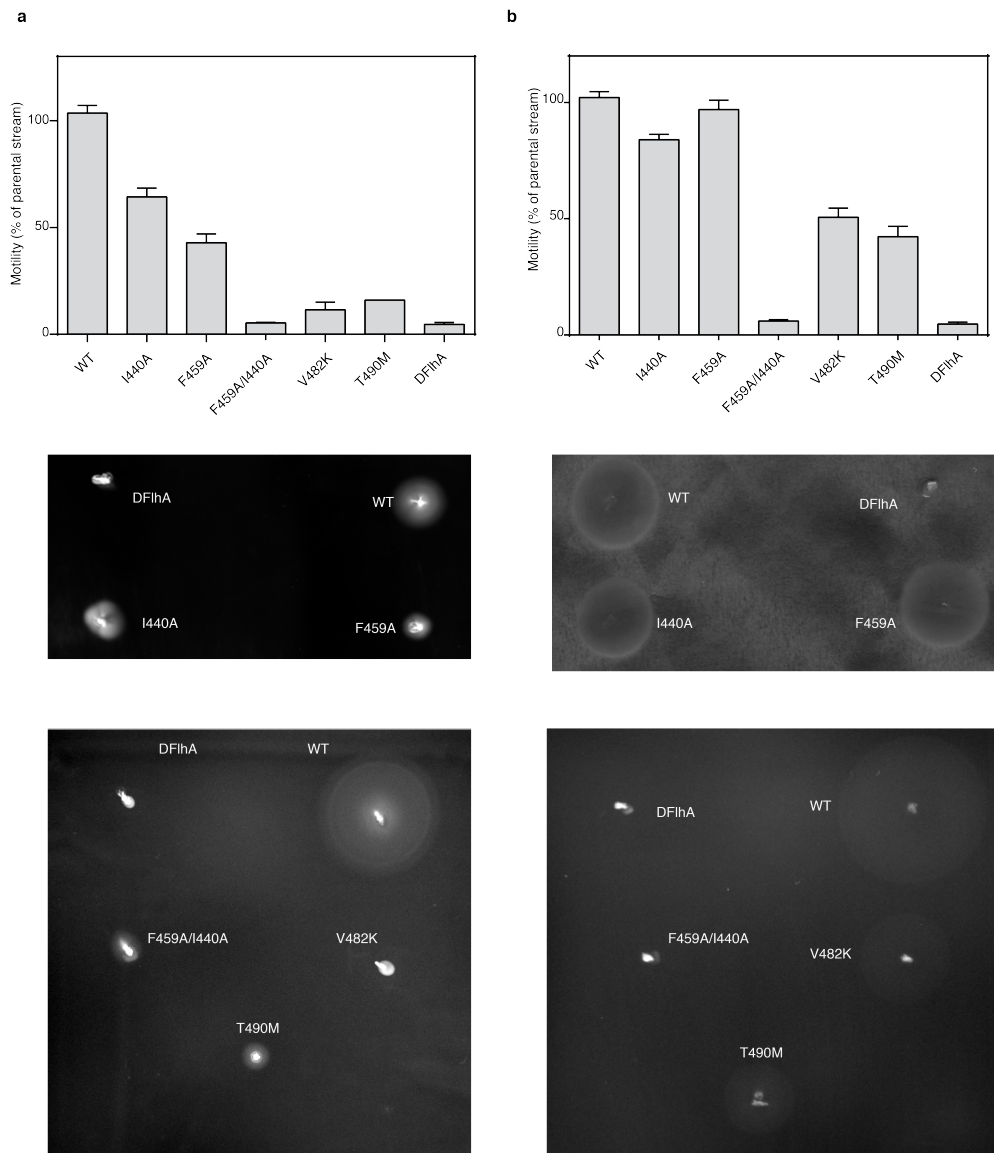 a
b
Motility (% of parental stream)
100
50
0
WT
I440A
F459A
F459A/I440A
V482K
T490M
DFlhA
Motility (% of parental stream)
100
50
0
WT
I440A
F459A
F459A/I440A
V482K
T490M
DFlhA
DFlhA
WT
I440A
F459A
WT
DFlhA
I440A
F459A
DFlhA
WT
F459A/I440A
V482K
T490M
DFlhA
WT
F459A/I440A
V482K
T490M